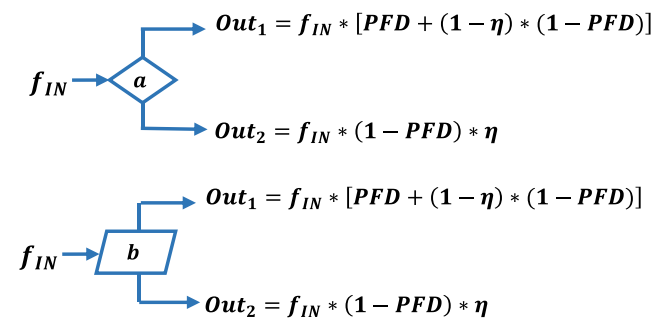 Out₁ = f_IN * [PFD + (1 − η) * (1 − PFD)]
f_IN
a
Out₂ = f_IN * (1 − PFD) * η
Out₁ = f_IN * [PFD + (1 − η) * (1 − PFD)]
f_IN
b
Out₂ = f_IN * (1 − PFD) * η